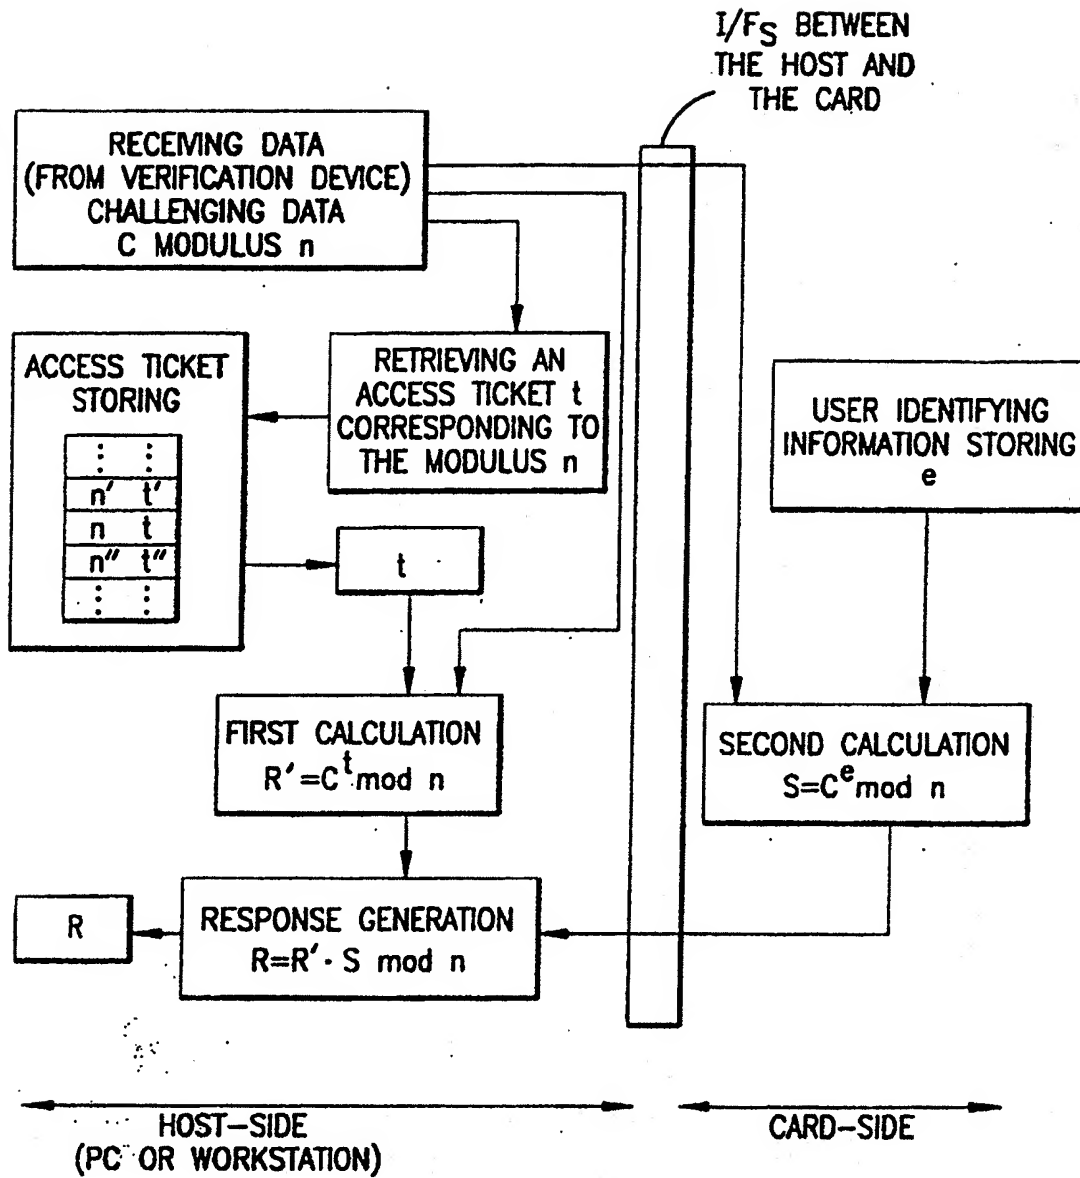 I/FS BETWEEN
THE HOST AND
THE CARD
RECEIVING DATA
(FROM VERIFICATION DEVICE)
CHALLENGING DATA
C MODULUS n
ACCESS TICKET
STORING
⋮ ⋮
n' t'
n t
n'' t''
⋮ ⋮
RETRIEVING AN
ACCESS TICKET t
CORRESPONDING TO
THE MODULUS n
USER IDENTIFYING
INFORMATION STORING
e
t
FIRST CALCULATION
R'=C^t mod n
SECOND CALCULATION
S=C^e mod n
R
RESPONSE GENERATION
R=R'·S mod n
HOST-SIDE
(PC OR WORKSTATION)
CARD-SIDE